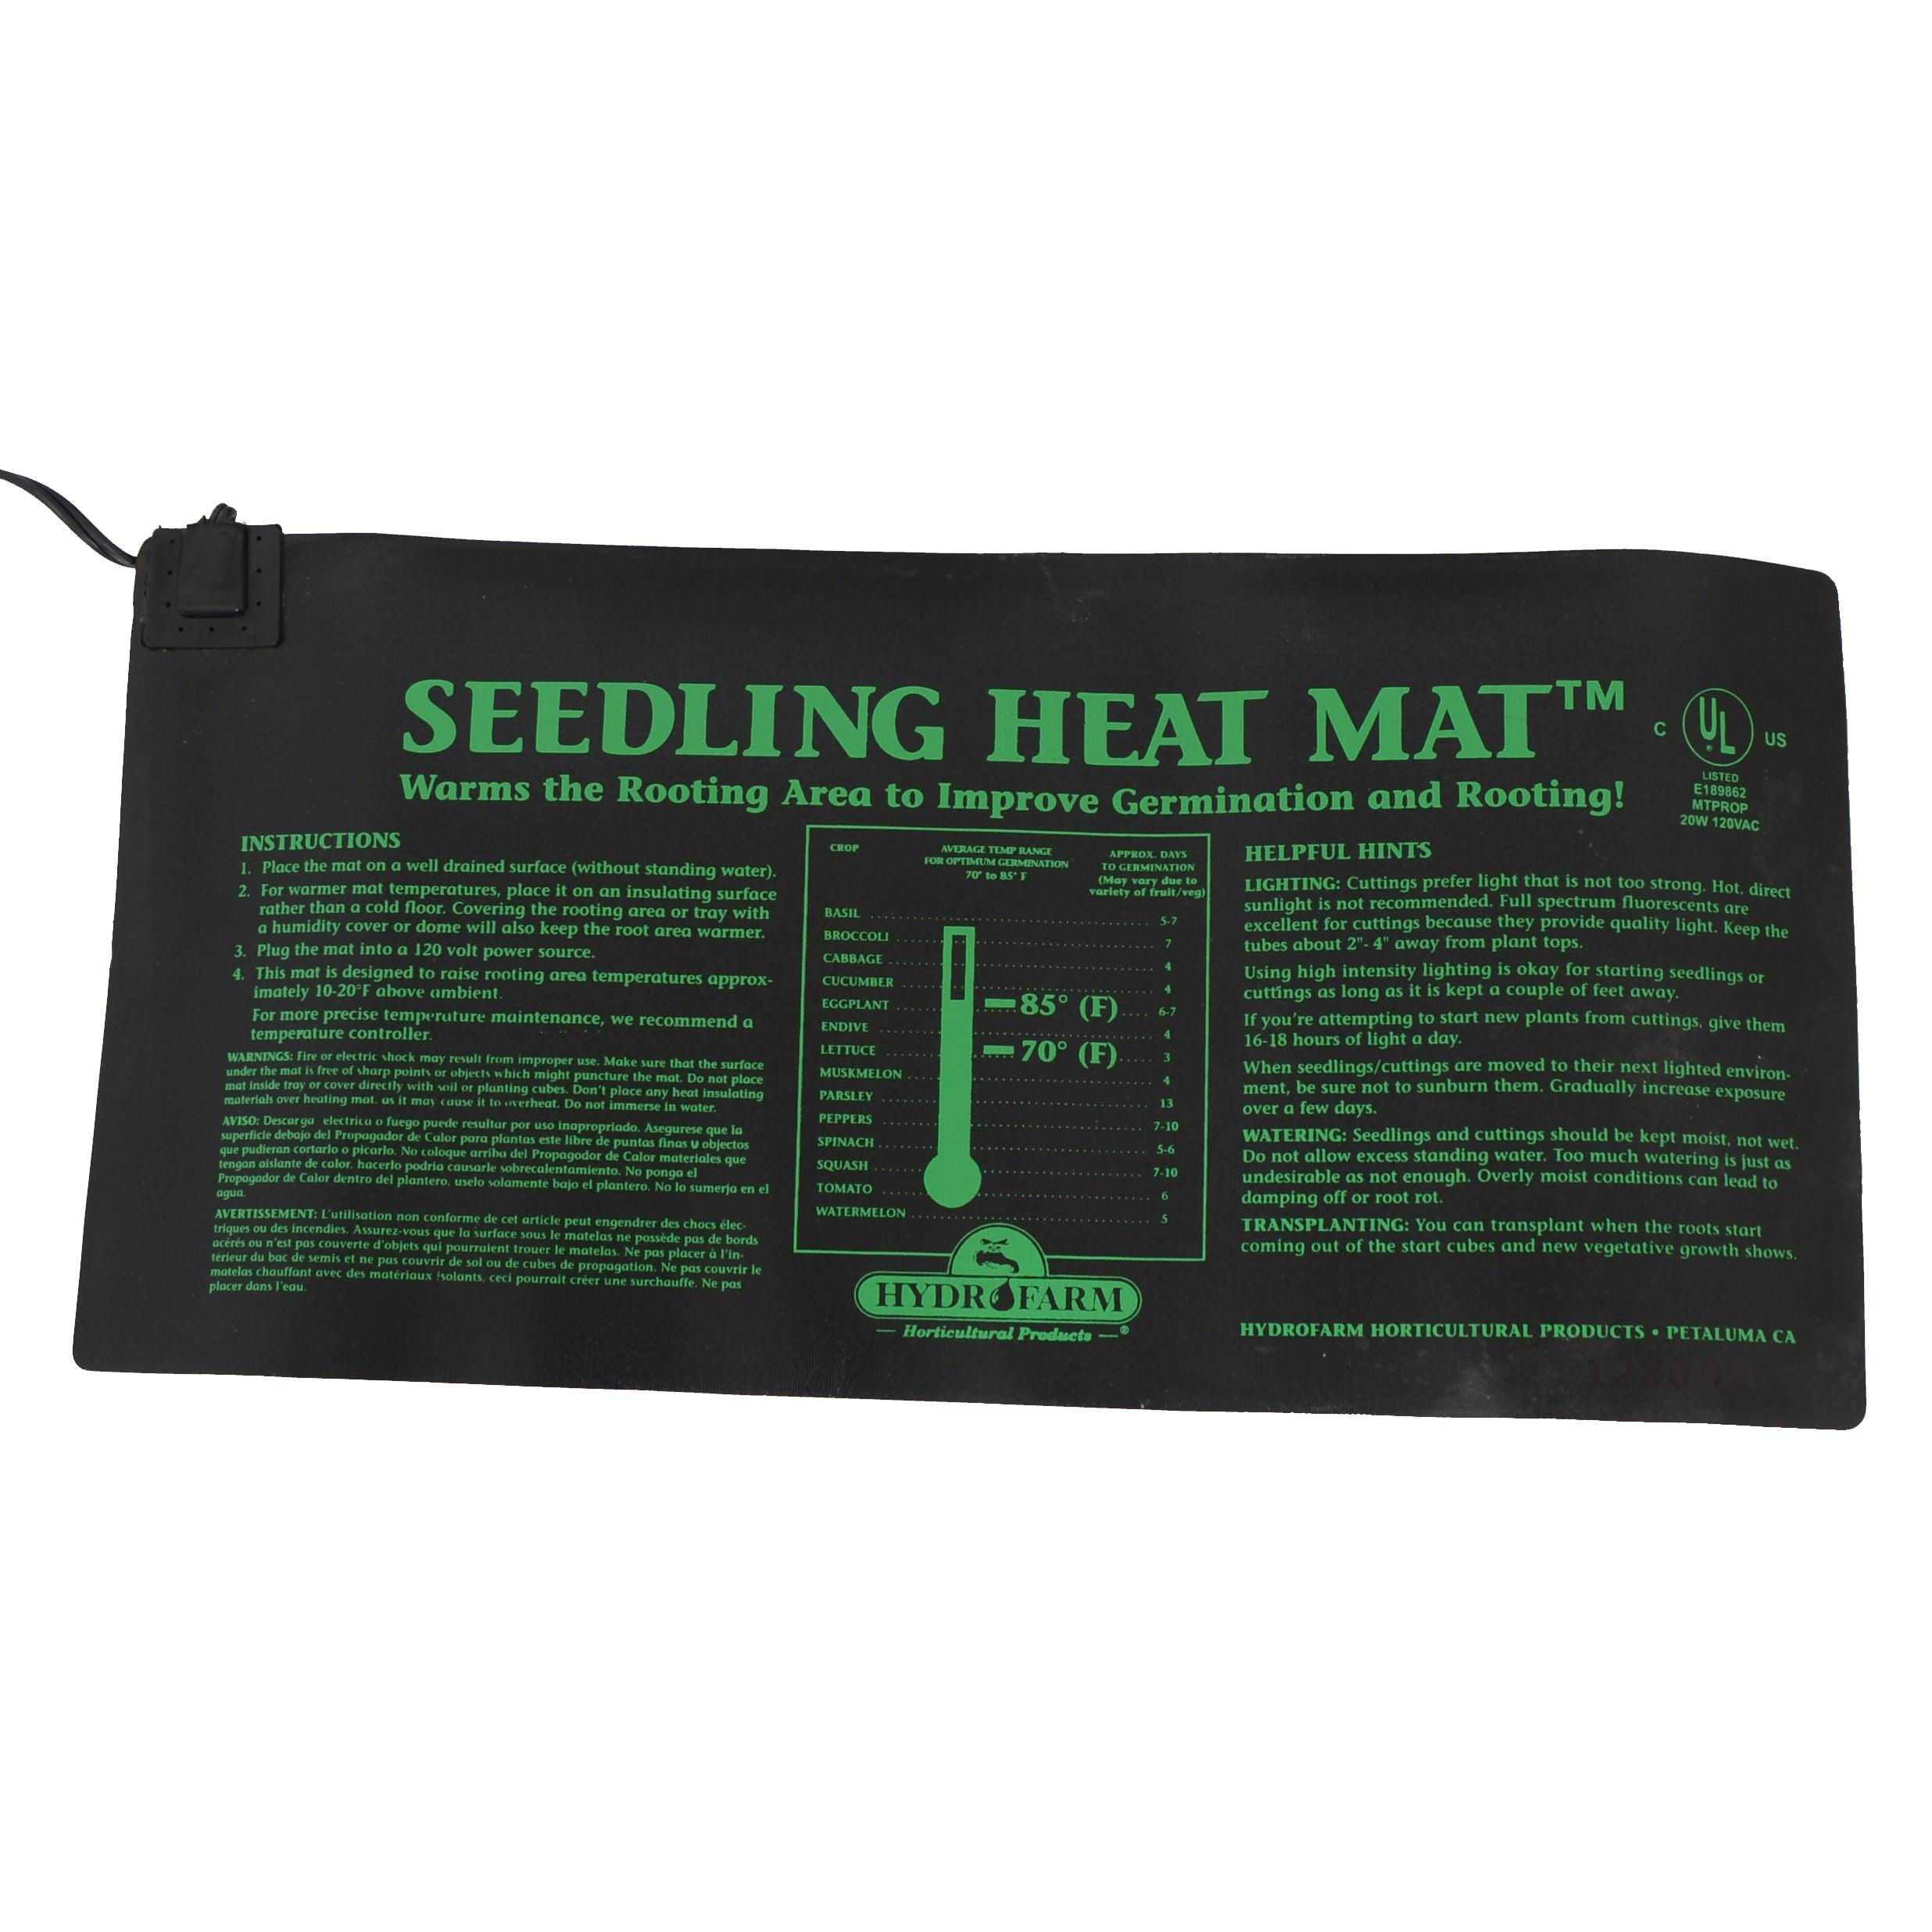 SEEDLING HEAT MAT™
Warms the Rooting Area to Improve Germination and Rooting!
C UL US
LISTED
E189862
MTPROP
20W 120VAC
INSTRUCTIONS
1. Place the mat on a well drained surface (without standing water).
2. For warmer mat temperatures, place it on an insulating surface
rather than a cold floor. Covering the rooting area or tray with
a humidity cover or dome will also keep the root area warmer.
3. Plug the mat into a 120 volt power source.
4. This mat is designed to raise rooting area temperatures approx-
imately 10-20°F above ambient.
For more precise temperature maintenance, we recommend a
temperature controller.
WARNINGS: Fire or electric shock may result from improper use. Make sure that the surface
under the mat is free of sharp points or objects which might puncture the mat. Do not place
mat inside tray or cover directly with soil or planting cubes. Don't place any heat insulating
materials over heating mat, as it may cause it to overheat. Do not immerse in water.
AVISO: Descarga electrica o fuego puede resultar por uso inapropriado. Asegurese que la
superficie debajo del Propagador de Calor para plantas este libre de puntas finas u objectos
que pudieran cortarlo o picarlo. No coloque arriba del Propagador de Calor materiales que
tengan aislante de calor, hacerlo podria causarle sobrecalentamiento. No ponga el
Propagador de Calor dentro del plantero, uselo solamente bajo el plantero. No lo sumerja en el
agua.
AVERTISSEMENT: L'utilisation non conforme de cet article peut engendrer des chocs élec-
triques ou des incendies. Assurez-vous que la surface sous le matelas ne possède pas de bords
acérés ou n'est pas couverte d'objets qui pourraient trouer le matelas. Ne pas placer à l'in-
térieur du bac de semis et ne pas couvrir de sol ou de cubes de propagation. Ne pas couvrir le
matelas chauffant avec des matériaux isolants, ceci pourrait créer une surchauffe. Ne pas
placer dans l'eau.
CROP
AVERAGE TEMP RANGE
FOR OPTIMUM GERMINATION
70° to 85° F
APPROX. DAYS
TO GERMINATION
(May vary due to
variety of fruit/veg)
BASIL 5-7
BROCCOLI 7
CABBAGE 4
CUCUMBER 4
EGGPLANT 85° (F) 6-7
ENDIVE 4
LETTUCE 70° (F) 3
MUSKMELON 4
PARSLEY 13
PEPPERS 7-10
SPINACH 5-6
SQUASH 7-10
TOMATO 6
WATERMELON 5
HYDROFARM
Horticultural Products ®
HELPFUL HINTS
LIGHTING: Cuttings prefer light that is not too strong. Hot, direct
sunlight is not recommended. Full spectrum fluorescents are
excellent for cuttings because they provide quality light. Keep the
tubes about 2"- 4" away from plant tops.
Using high intensity lighting is okay for starting seedlings or
cuttings as long as it is kept a couple of feet away.
If you're attempting to start new plants from cuttings, give them
16-18 hours of light a day.
When seedlings/cuttings are moved to their next lighted environ-
ment, be sure not to sunburn them. Gradually increase exposure
over a few days.
WATERING: Seedlings and cuttings should be kept moist, not wet.
Do not allow excess standing water. Too much watering is just as
undesirable as not enough. Overly moist conditions can lead to
damping off or root rot.
TRANSPLANTING: You can transplant when the roots start
coming out of the start cubes and new vegetative growth shows.
HYDROFARM HORTICULTURAL PRODUCTS • PETALUMA CA